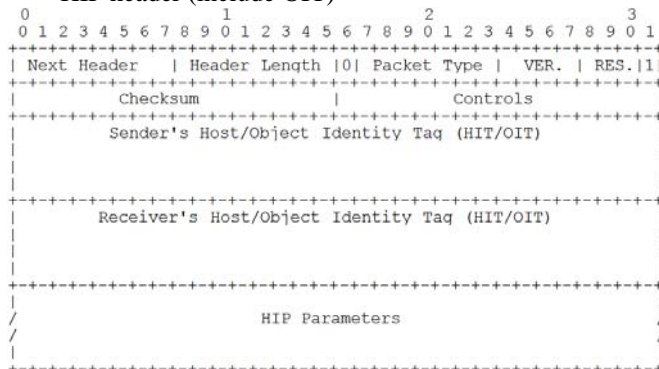 HIP header (include OIT)
0 1 2 3
0 1 2 3 4 5 6 7 8 9 0 1 2 3 4 5 6 7 8 9 0 1 2 3 4 5 6 7 8 9 0 1
+-+-+-+-+-+-+-+-+-+-+-+-+-+-+-+-+-+-+-+-+-+-+-+-+-+-+-+-+-+-+-+-+
| Next Header | Header Length |0| Packet Type | VER. | RES.|1|
+-+-+-+-+-+-+-+-+-+-+-+-+-+-+-+-+-+-+-+-+-+-+-+-+-+-+-+-+-+-+-+-+
| Checksum | Controls |
+-+-+-+-+-+-+-+-+-+-+-+-+-+-+-+-+-+-+-+-+-+-+-+-+-+-+-+-+-+-+-+-+
| Sender's Host/Object Identity Tag (HIT/OIT) |
+-+-+-+-+-+-+-+-+-+-+-+-+-+-+-+-+-+-+-+-+-+-+-+-+-+-+-+-+-+-+-+-+
| Receiver's Host/Object Identity Tag (HIT/OIT) |
+-+-+-+-+-+-+-+-+-+-+-+-+-+-+-+-+-+-+-+-+-+-+-+-+-+-+-+-+-+-+-+-+
/ HIP Parameters /
+-+-+-+-+-+-+-+-+-+-+-+-+-+-+-+-+-+-+-+-+-+-+-+-+-+-+-+-+-+-+-+-+